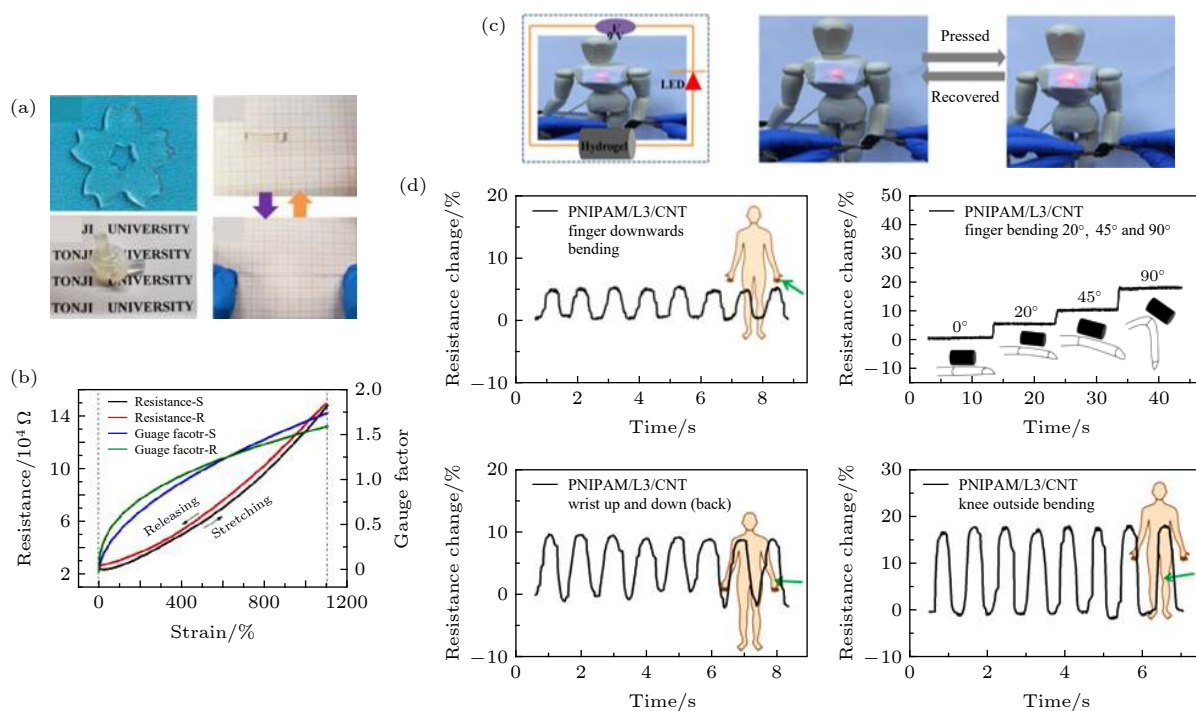 (a)
JI UNIVERSITY
TONJI UNIVERSITY
TONJI UNIVERSITY
TONJI UNIVERSITY
(b)
Resistance/10⁴ Ω
14
12
10
8
6
4
2
Resistance-S
Resistance-R
Guage facotr-S
Guage facotr-R
Releasing
Stretching
2.0
1.5
1.0
0.5
0
Gauge factor
0 400 800 1200
Strain/%
(c)
LED
Hydrogel
Pressed
Recovered
(d)
Resistance change/%
20
10
0
−10
PNIPAM/L3/CNT
finger downwards
bending
0 2 4 6 8
Time/s
Resistance change/%
50
40
30
20
10
0
−10
PNIPAM/L3/CNT
finger bending 20°, 45° and 90°
0°
20°
45°
90°
0 10 20 30 40
Time/s
Resistance change/%
20
10
0
−10
PNIPAM/L3/CNT
wrist up and down (back)
0 2 4 6 8
Time/s
Resistance change/%
30
20
10
0
−10
PNIPAM/L3/CNT
knee outside bending
0 2 4 6
Time/s